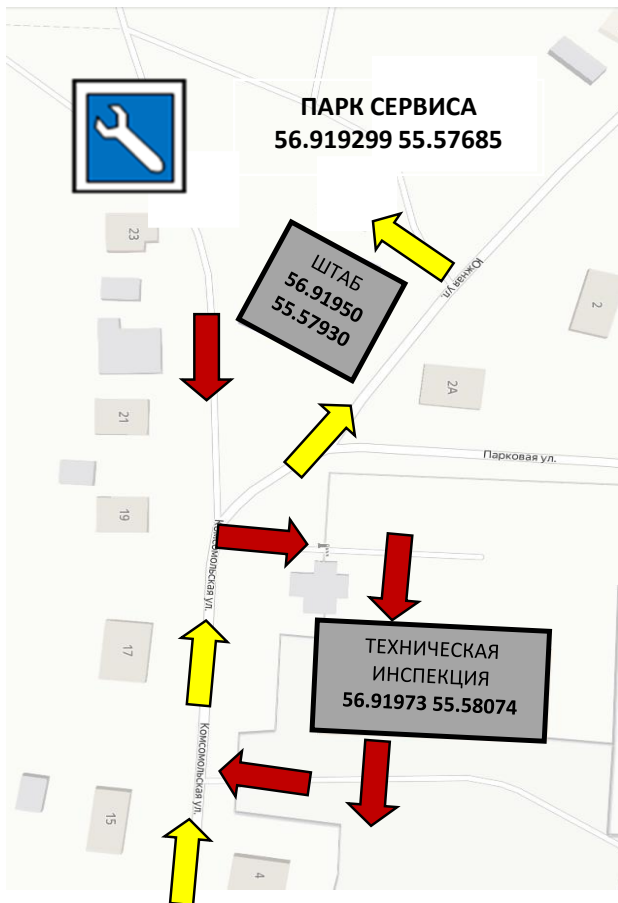 ПАРК СЕРВИСА
56.919299 55.57685
23
ШТАБ
56.91950
55.57930
Южная ул.
2
2А
21
Парковая ул.
19
Комсомольская ул.
17
ТЕХНИЧЕСКАЯ
ИНСПЕКЦИЯ
56.91973 55.58074
Комсомольская ул.
15
4